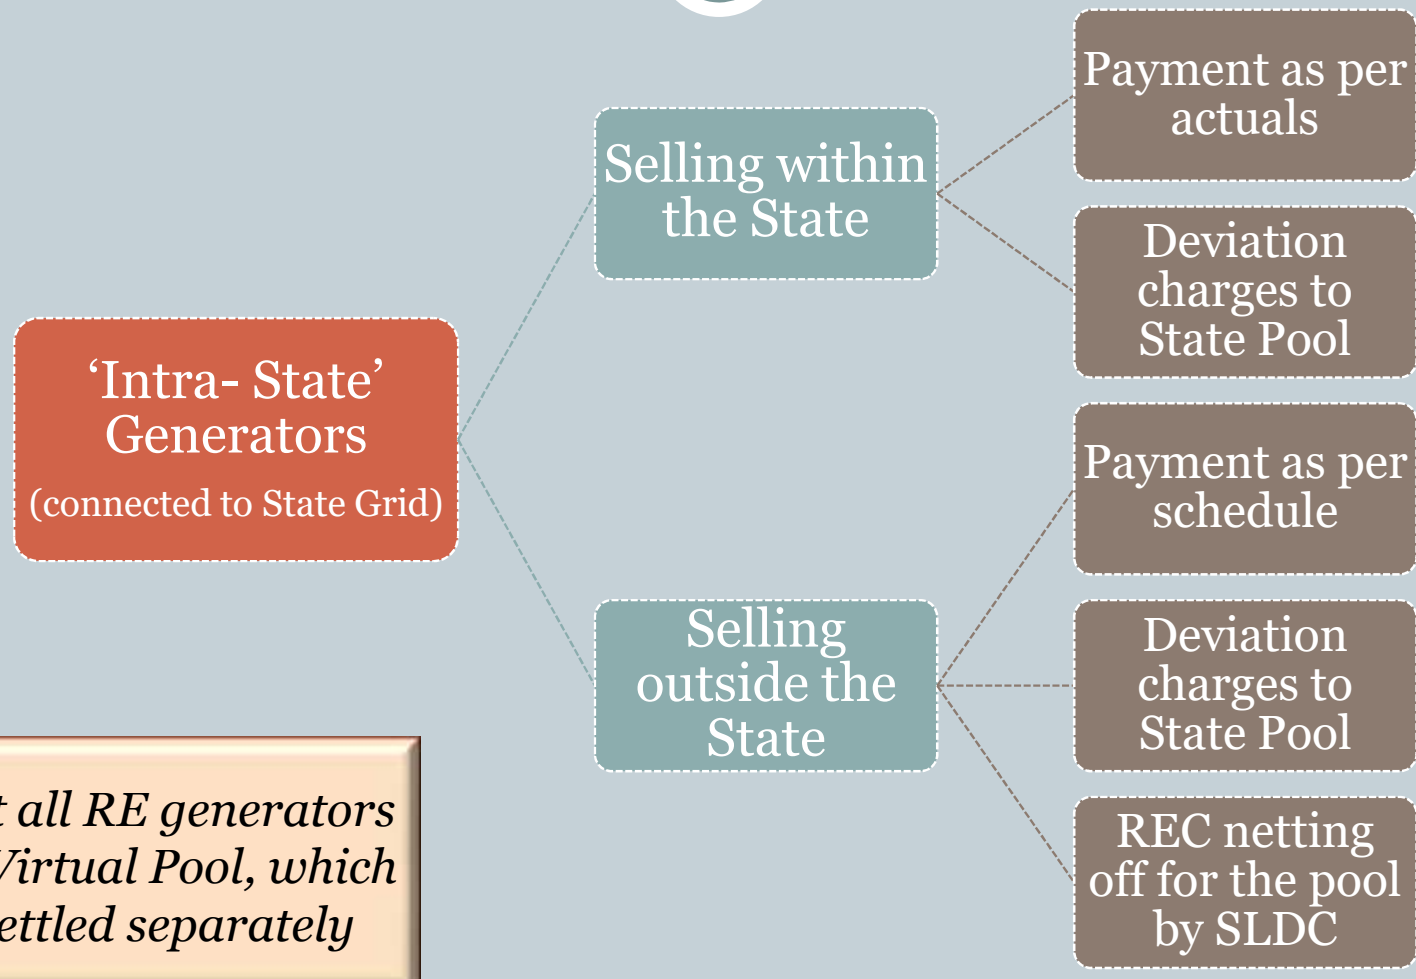 Payment as per
actuals
Selling within
the State
Deviation
charges to
State Pool
‘Intra- State’
Generators
(connected to State Grid)
Payment as per
schedule
Selling
outside the
State
Deviation
charges to
State Pool
REC netting
off for the pool
by SLDC
all RE generators
Virtual Pool, which
separately